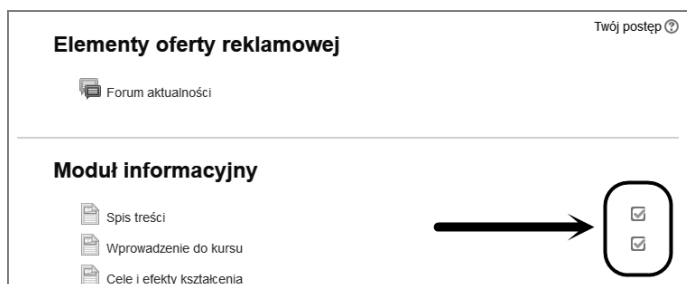 Twój postęp
Elementy oferty reklamowej
Forum aktualności
Moduł informacyjny
Spis treści
Wprowadzenie do kursu
Cele i efekty kształcenia